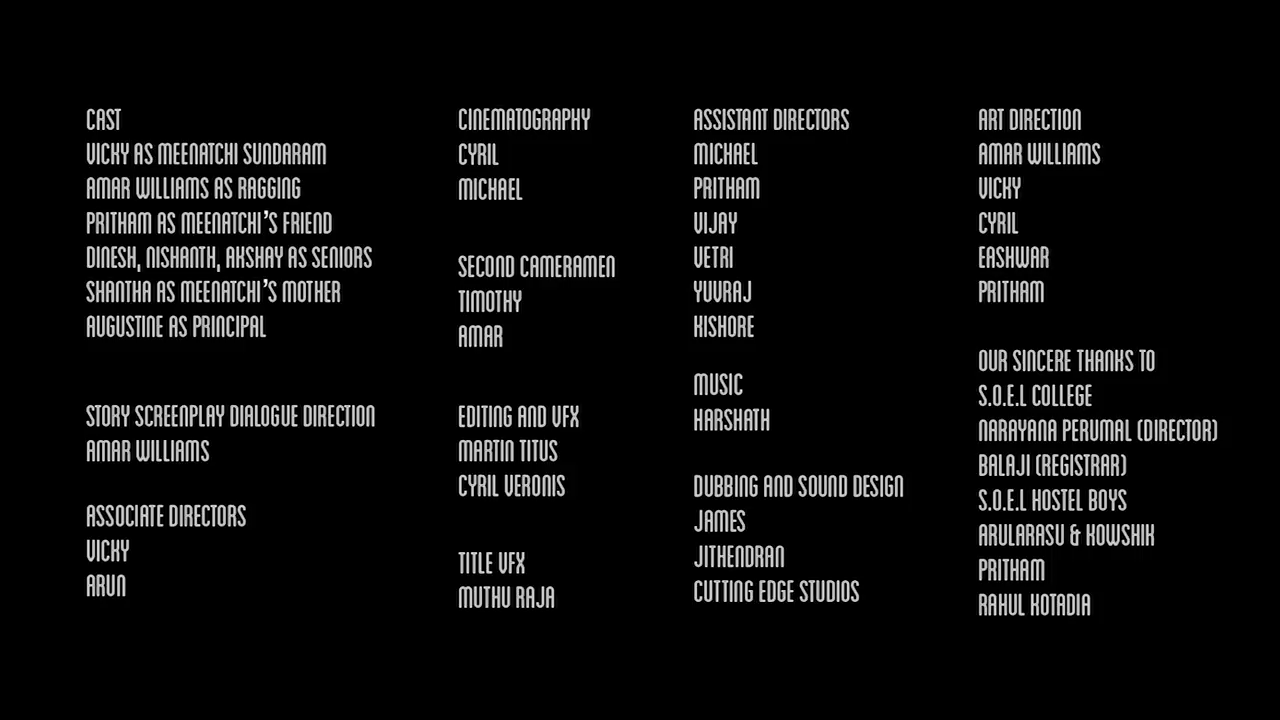 CAST
VICKY AS MEENATCHI SUNDARAM
AMAR WILLIAMS AS RAGGING
PRITHAM AS MEENATCHI'S FRIEND
DINESH, NISHANTH, AKSHAY AS SENIORS
SHANTHA AS MEENATCHI'S MOTHER
AUGUSTINE AS PRINCIPAL
STORY SCREENPLAY DIALOGUE DIRECTION
AMAR WILLIAMS
ASSOCIATE DIRECTORS
VICKY
ARUN
CINEMATOGRAPHY
CYRIL
MICHAEL
SECOND CAMERAMEN
TIMOTHY
AMAR
EDITING AND VFX
MARTIN TITUS
CYRIL VERONIS
TITLE VFX
MUTHU RAJA
ASSISTANT DIRECTORS
MICHAEL
PRITHAM
VIJAY
VETRI
YUVRAJ
KISHORE
MUSIC
HARSHATH
DUBBING AND SOUND DESIGN
JAMES
JITHENDRAN
CUTTING EDGE STUDIOS
ART DIRECTION
AMAR WILLIAMS
VICKY
CYRIL
EASHWAR
PRITHAM
OUR SINCERE THANKS TO
S.O.E.L COLLEGE
NARAYANA PERUMAL (DIRECTOR)
BALAJI (REGISTRAR)
S.O.E.L HOSTEL BOYS
ARULARASU & KOWSHIK
PRITHAM
RAHUL KOTADIA